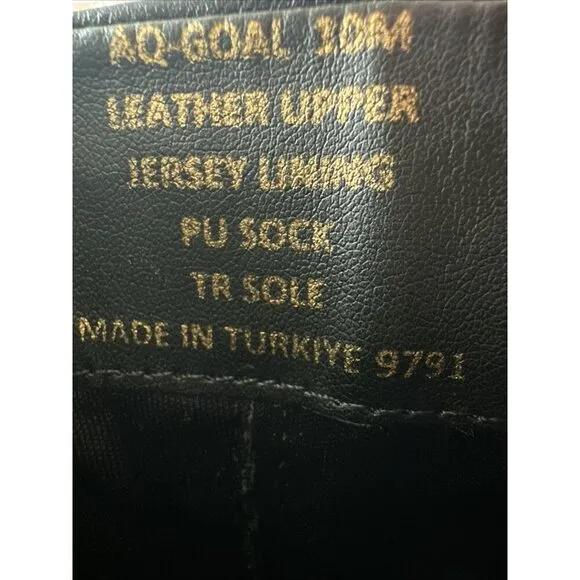 AQ-GOAL 10M
LEATHER UPPER
JERSEY LINING
PU SOCK
TR SOLE
MADE IN TURKIYE 9791